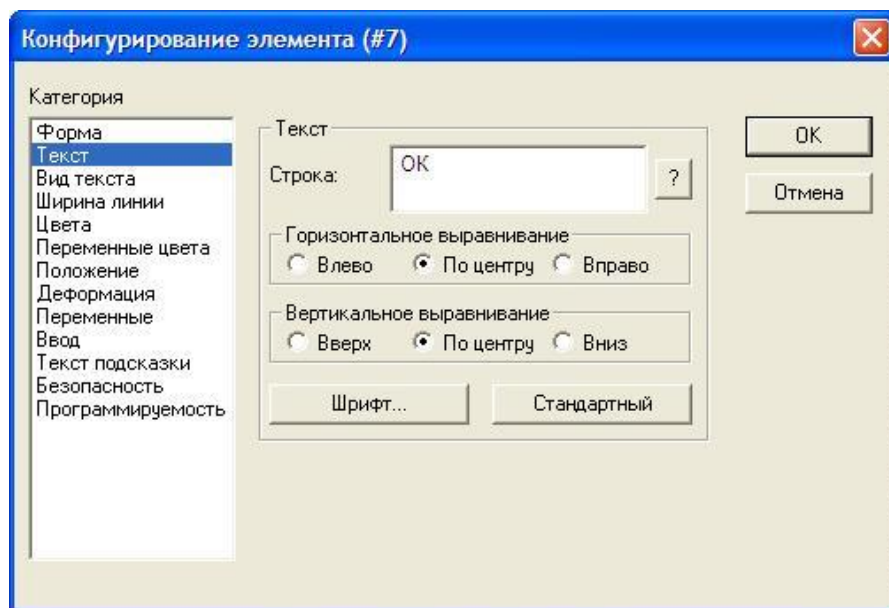 Конфигурирование элемента (#7)
Категория
Форма
Текст
Вид текста
Ширина линии
Цвета
Переменные цвета
Положение
Деформация
Переменные
Ввод
Текст подсказки
Безопасность
Программируемость
Текст
Строка:
OK
?
Горизонтальное выравнивание
Влево По центру Вправо
Вертикальное выравнивание
Вверх По центру Вниз
Шрифт... Стандартный
OK
Отмена